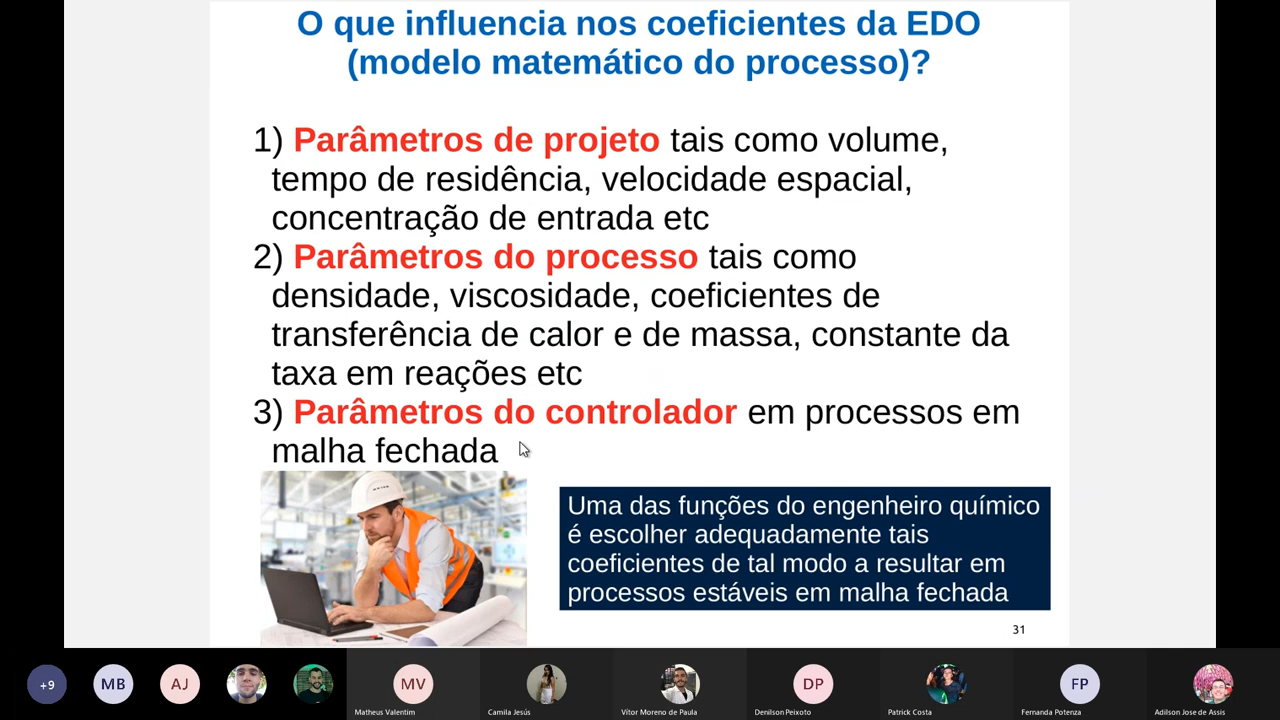 O que influencia nos coeficientes da EDO
(modelo matemático do processo)?
1) Parâmetros de projeto tais como volume,
tempo de residência, velocidade espacial,
concentração de entrada etc
2) Parâmetros do processo tais como
densidade, viscosidade, coeficientes de
transferência de calor e de massa, constante da
taxa em reações etc
3) Parâmetros do controlador em processos em
malha fechada
Uma das funções do engenheiro químico
é escolher adequadamente tais
coeficientes de tal modo a resultar em
processos estáveis em malha fechada
31
+9
MB
AJ
MV
DP
FP
Matheus Valentim
Camila Jesús
Vítor Moreno de Paula
Denilson Peixoto
Patrick Costa
Fernanda Potenza
Adilson Jose de Assis